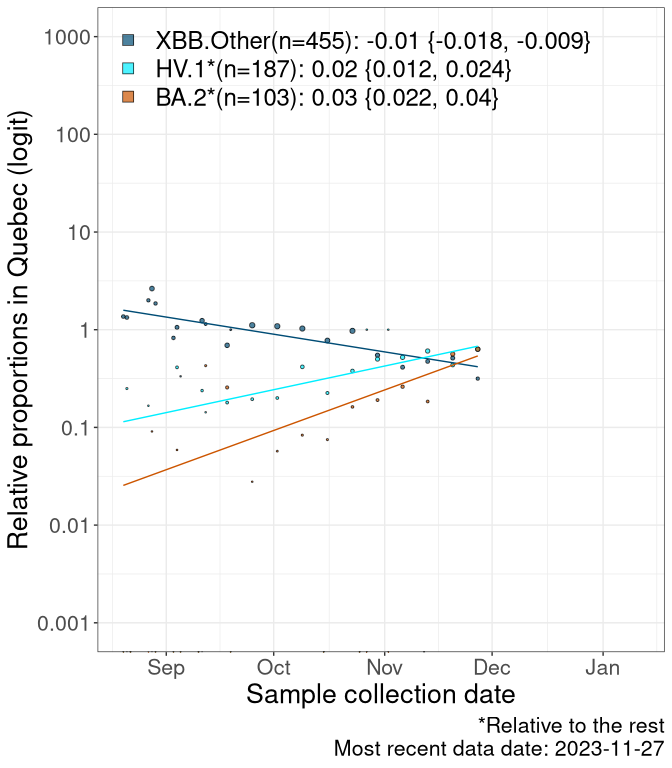 XBB.Other(n=455): -0.01 {-0.018, -0.009}
HV.1*(n=187): 0.02 {0.012, 0.024}
BA.2*(n=103): 0.03 {0.022, 0.04}
Relative proportions in Quebec (logit)
1000
100
10
1
0.1
0.01
0.001
Sep Oct Nov Dec Jan
Sample collection date
*Relative to the rest
Most recent data date: 2023-11-27